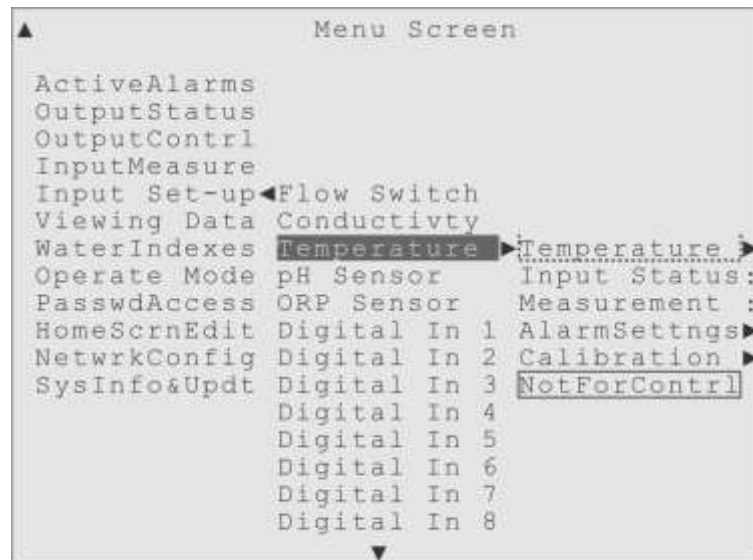 Menu Screen
ActiveAlarms
OutputStatus
OutputContrl
InputMeasure
Input Set-up◄Flow Switch
Viewing Data Conductivty
WaterIndexes Temperature ►Temperature
Operate Mode pH Sensor Input Status:
PasswdAccess ORP Sensor Measurement :
HomeScrnEdit Digital In 1 AlarmSettngs►
NetwrkConfig Digital In 2 Calibration ►
SysInfo&Updt Digital In 3 NotForContrl
Digital In 4
Digital In 5
Digital In 6
Digital In 7
Digital In 8